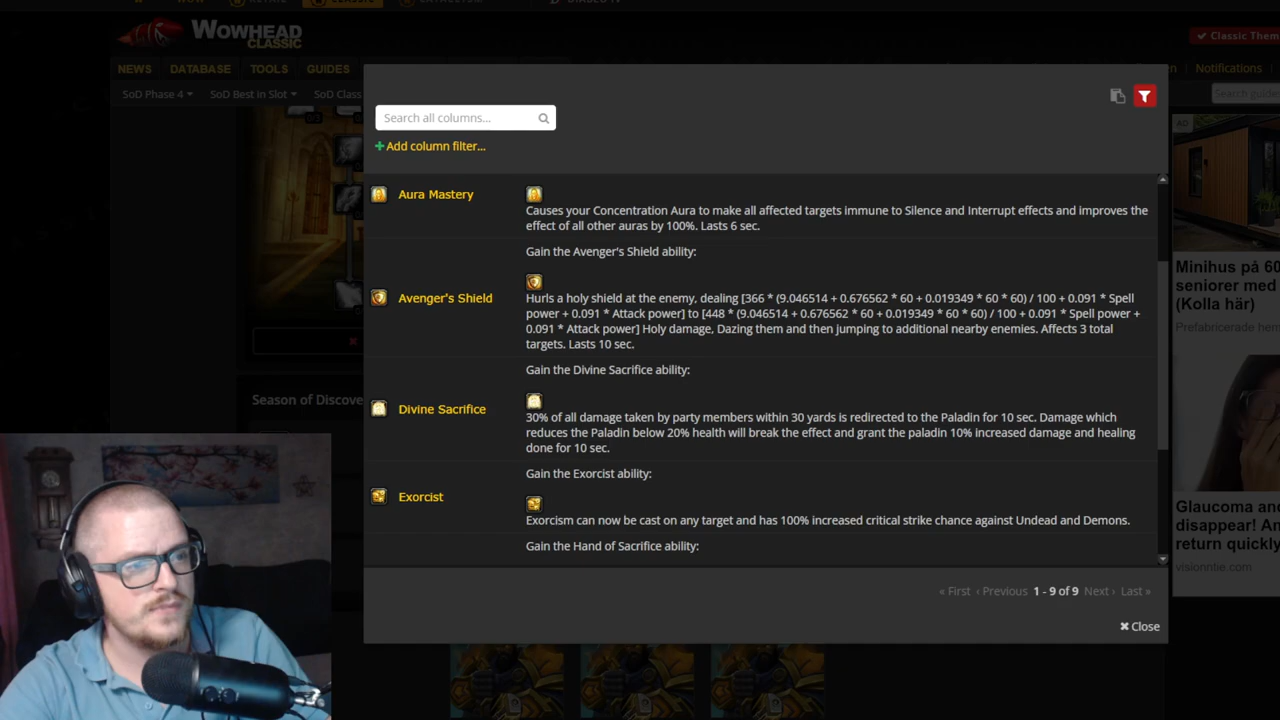 WOWHEAD
CLASSIC
Classic Them
NEWS DATABASE TOOLS GUIDES
Notifications
SoD Phase 4 SoD Best in Slot SoD Class
Search guide
Search all columns...
+Add column filter...
AD
Aura Mastery
Causes your Concentration Aura to make all affected targets immune to Silence and Interrupt effects and improves the
effect of all other auras by 100%. Lasts 6 sec.
Gain the Avenger's Shield ability:
Avenger's Shield
Hurls a holy shield at the enemy, dealing [366 * (9.046514 + 0.676562 * 60 + 0.019349 * 60 * 60) / 100 + 0.091 * Spell
power + 0.091 * Attack power] to [448 * (9.046514 + 0.676562 * 60 + 0.019349 * 60 * 60) / 100 + 0.091 * Spell power +
0.091 * Attack power] Holy damage, Dazing them and then jumping to additional nearby enemies. Affects 3 total
targets. Lasts 10 sec.
Gain the Divine Sacrifice ability:
Divine Sacrifice
30% of all damage taken by party members within 30 yards is redirected to the Paladin for 10 sec. Damage which
reduces the Paladin below 20% health will break the effect and grant the paladin 10% increased damage and healing
done for 10 sec.
Gain the Exorcist ability:
Exorcist
Exorcism can now be cast on any target and has 100% increased critical strike chance against Undead and Demons.
Gain the Hand of Sacrifice ability:
« First ‹ Previous 1 - 9 of 9 Next › Last »
Close
Season of Discove
Minihus på 60
seniorer med
(Kolla här)
Prefabricerade hem
Glaucoma and
disappear! An
return quickly
visionntie.com